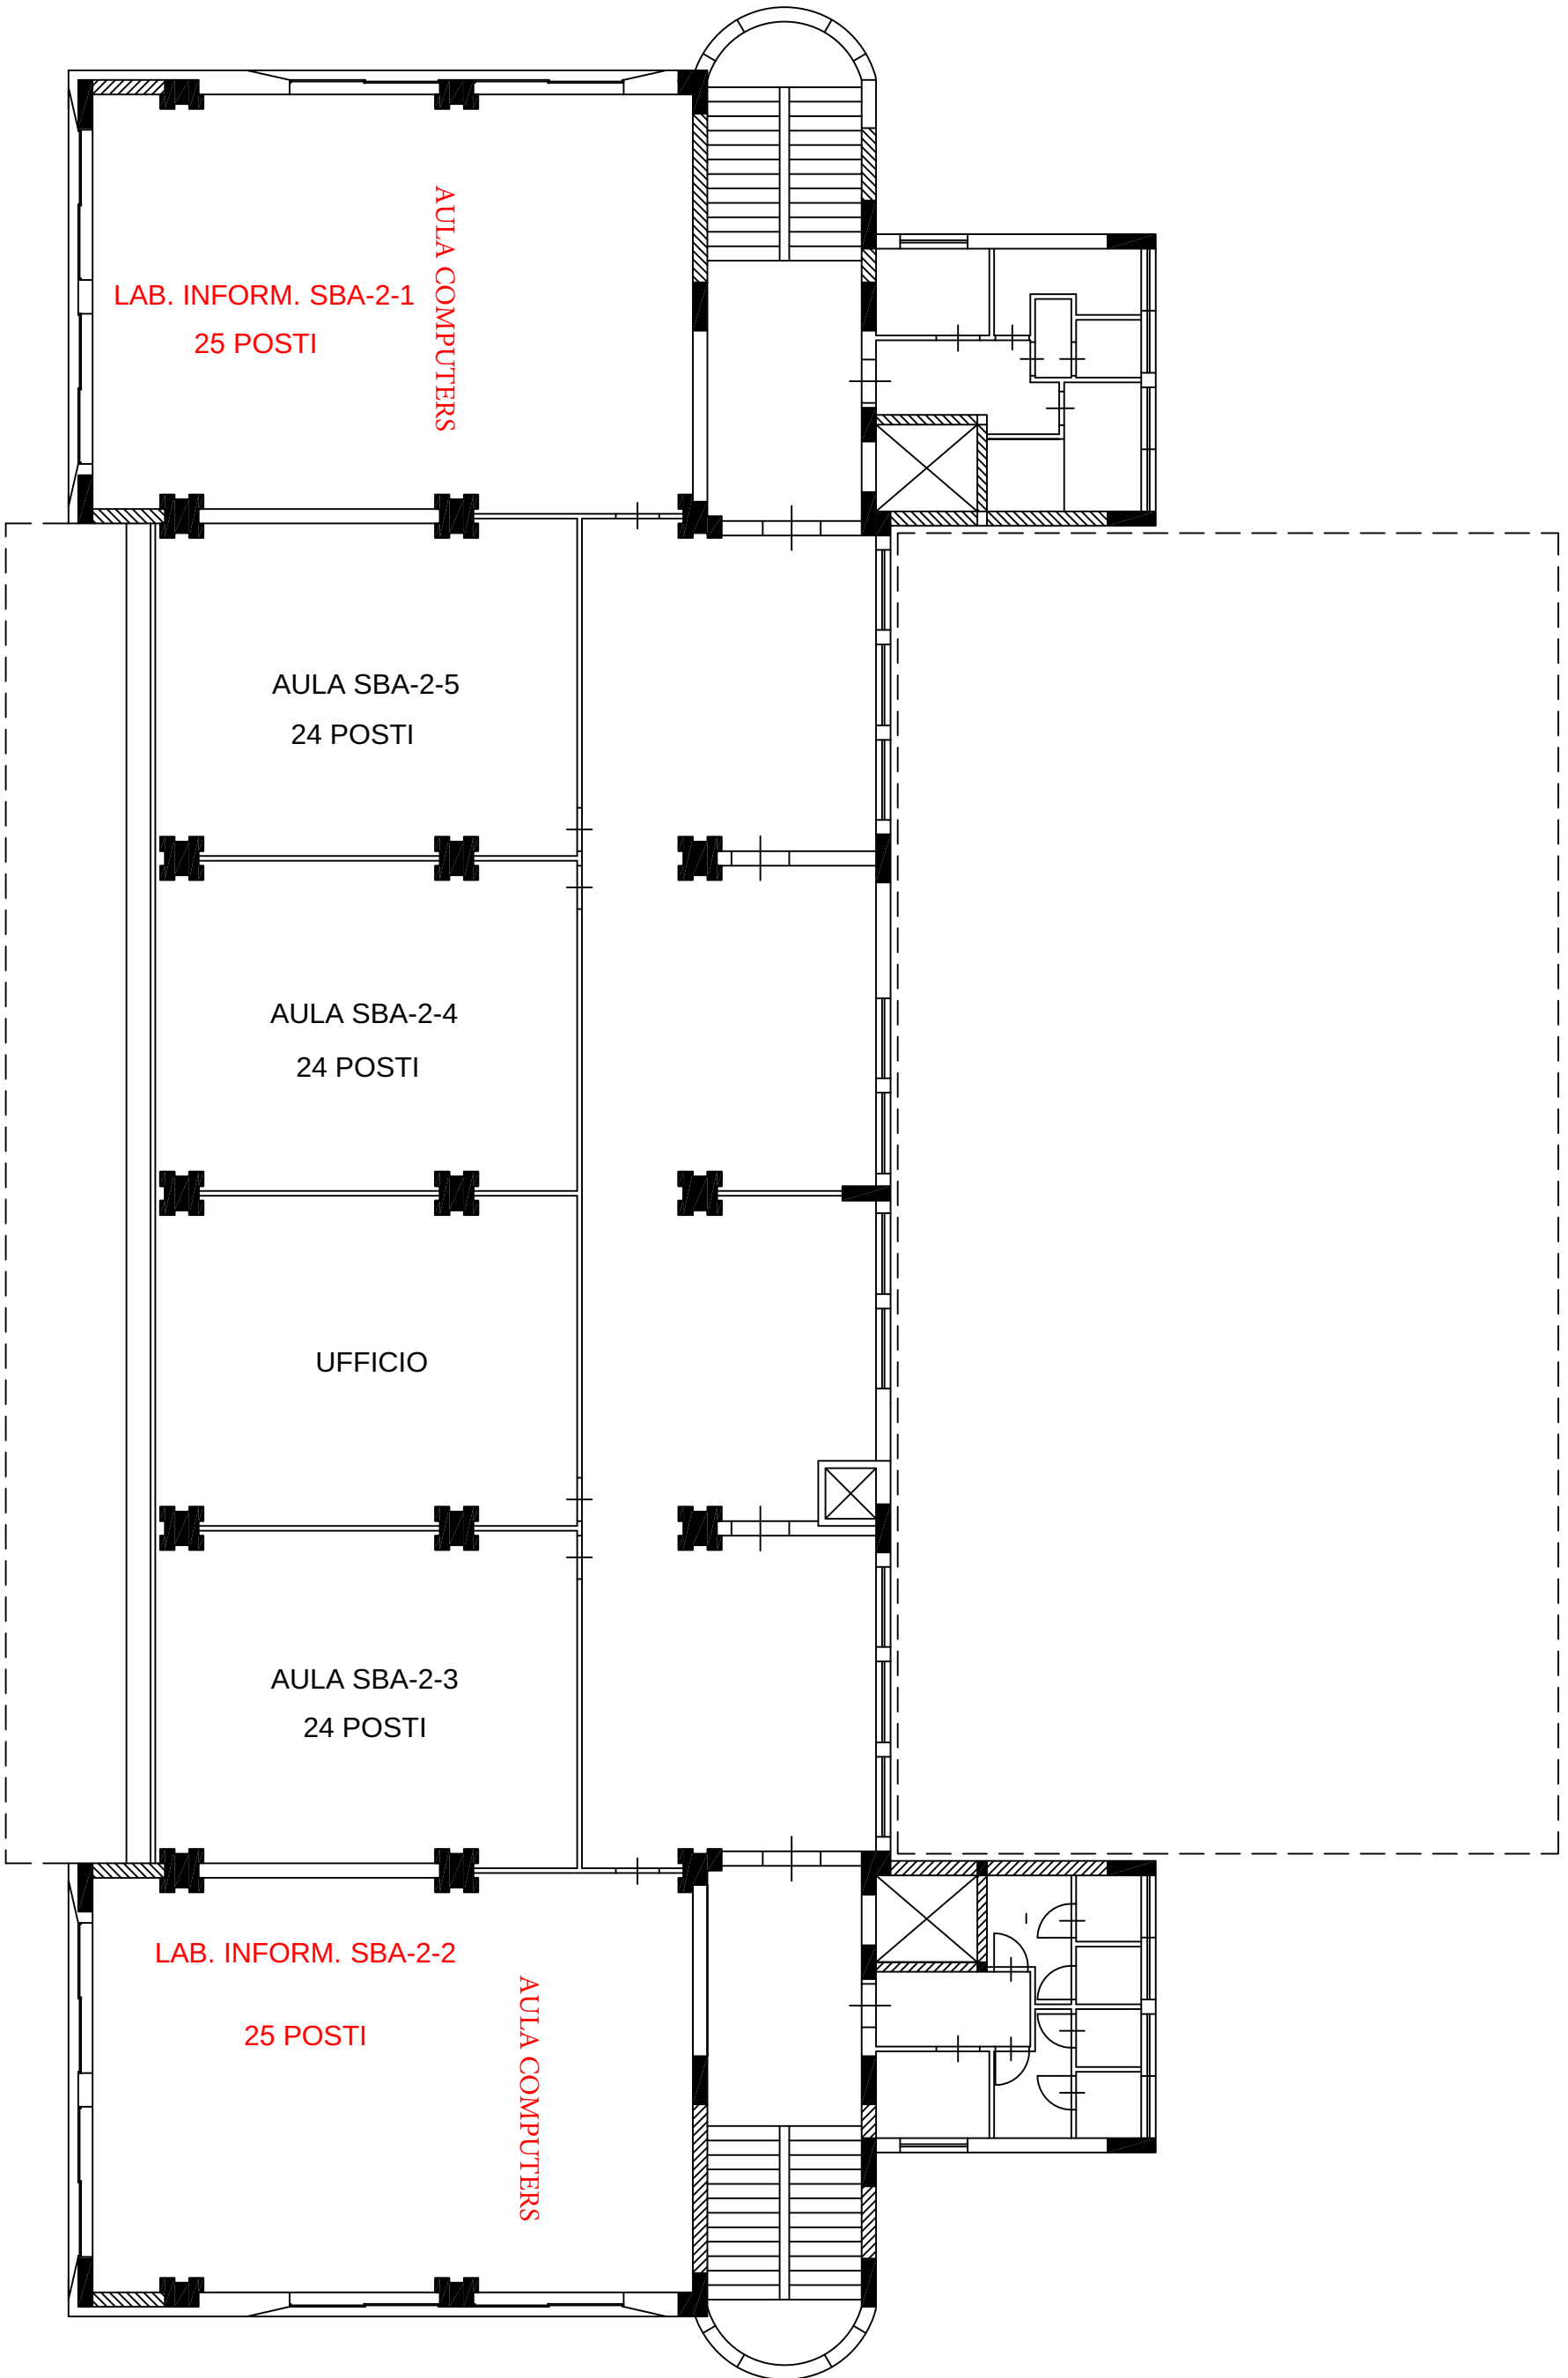 LAB. INFORM. SBA-2-1
25 POSTI
AULA COMPUTERS
AULA SBA-2-5
24 POSTI
AULA SBA-2-4
24 POSTI
UFFICIO
AULA SBA-2-3
24 POSTI
LAB. INFORM. SBA-2-2
25 POSTI
AULA COMPUTERS